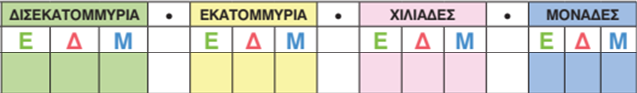 ΔΙΣΕΚΑΤΟΜΜΥΡΙΑ • ΕΚΑΤΟΜΜΥΡΙΑ • ΧΙΛΙΑΔΕΣ • ΜΟΝΑΔΕΣ
Ε Δ Μ Ε Δ Μ Ε Δ Μ Ε Δ Μ